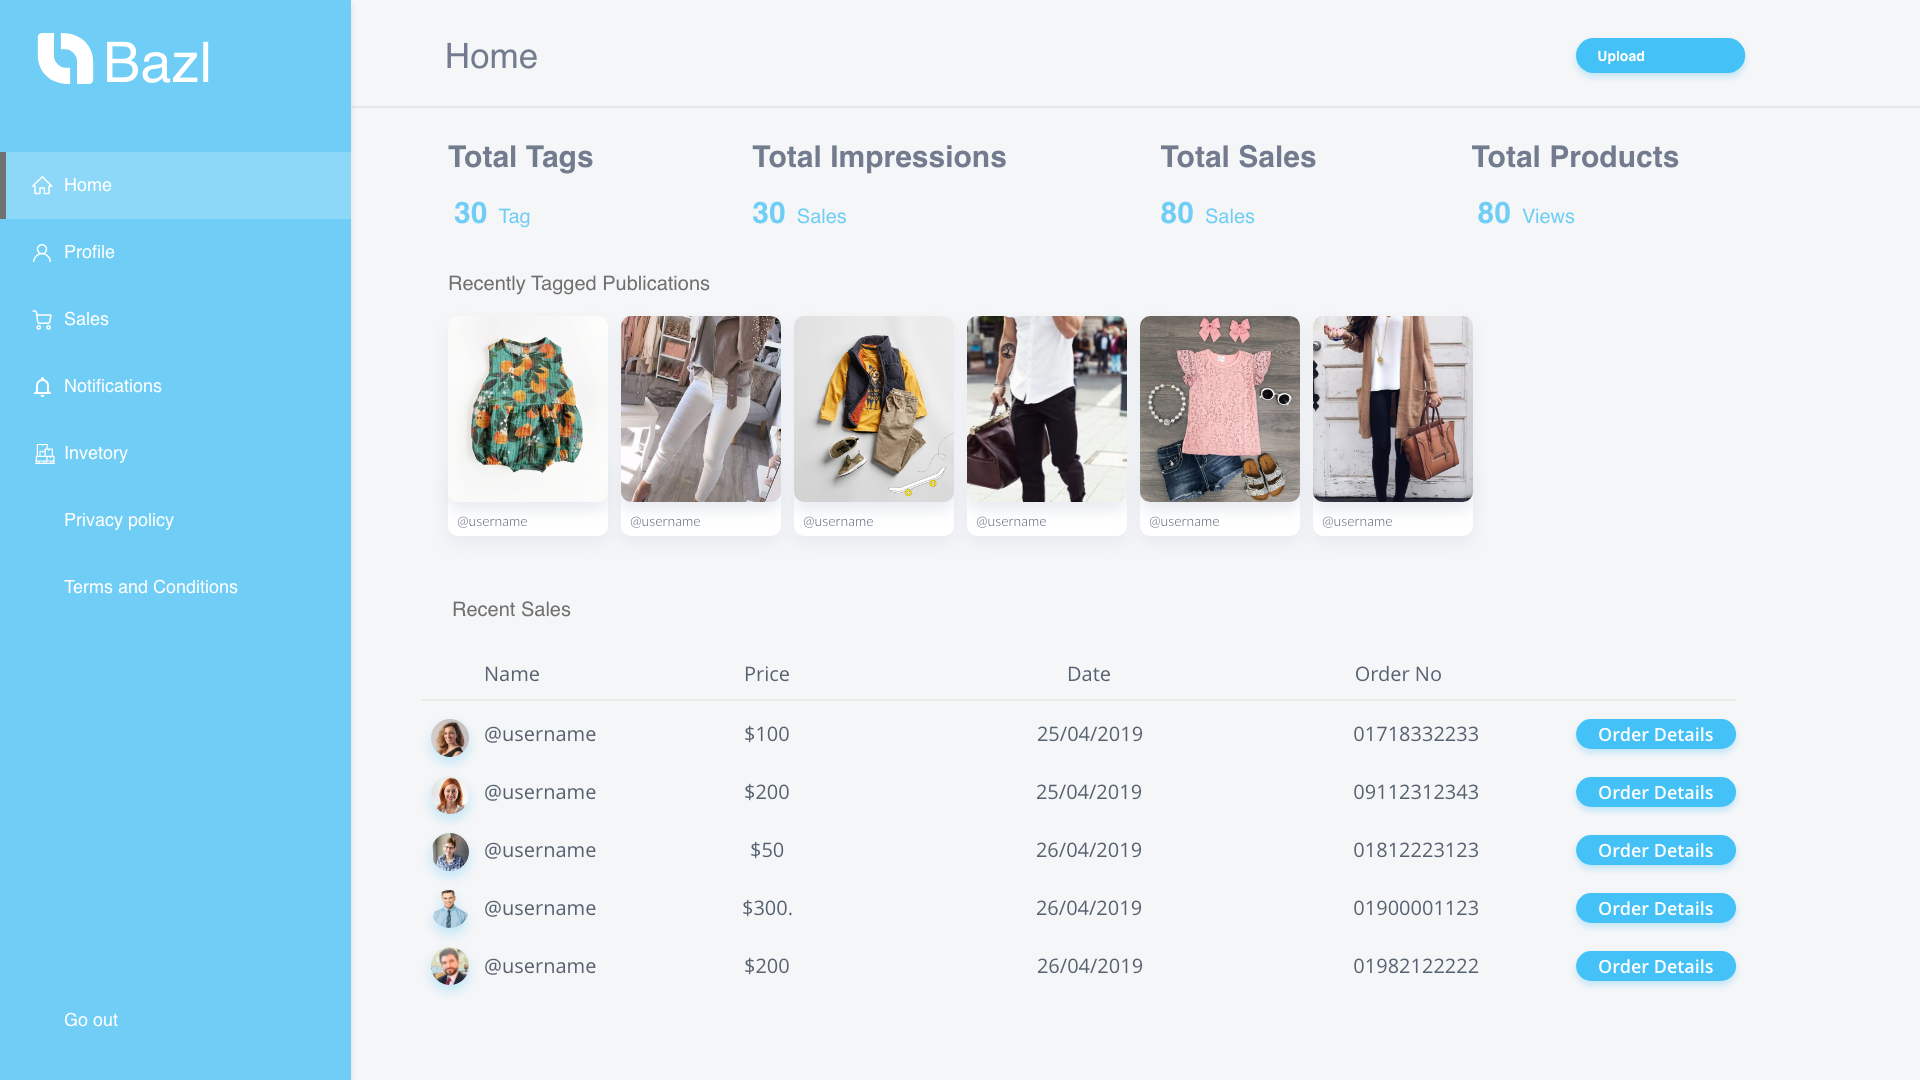 Bazl
Home
Profile
Sales
Notifications
Invetory
Privacy policy
Terms and Conditions
Go out
Home
Upload
Total Tags Total Impressions Total Sales Total Products
30 Tag 30 Sales 80 Sales 80 Views
Recently Tagged Publications
@username @username @username @username @username @username
Recent Sales
Name Price Date Order No
@username $100 25/04/2019 01718332233 Order Details
@username $200 25/04/2019 09112312343 Order Details
@username $50 26/04/2019 01812223123 Order Details
@username $300. 26/04/2019 01900001123 Order Details
@username $200 26/04/2019 01982122222 Order Details